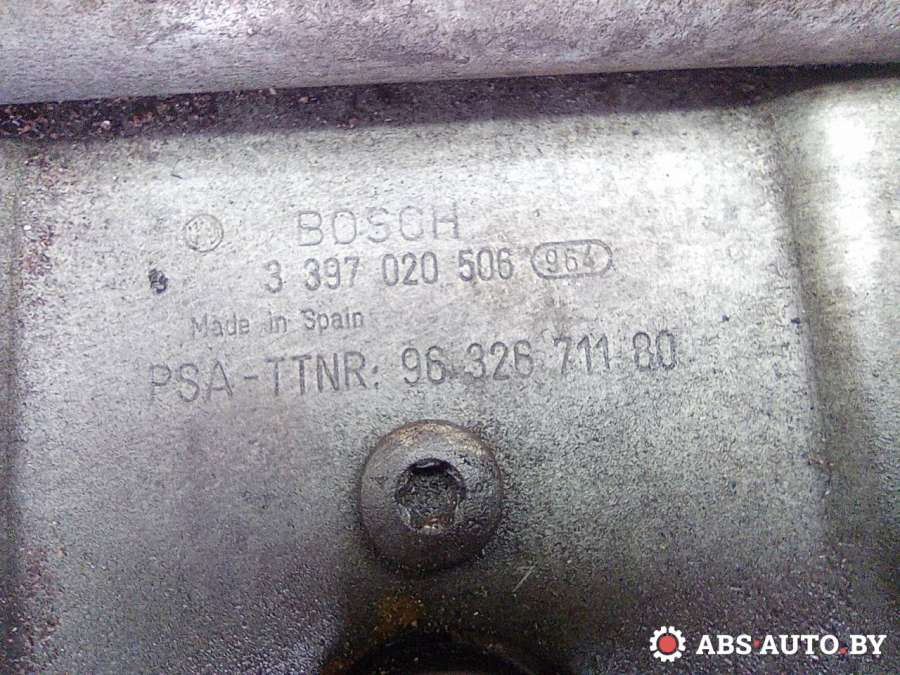 BOSCH
3 397 020 506 964
Made in Spain
PSA-TTNR: 96 326 711 80
ABS-AUTO.BY